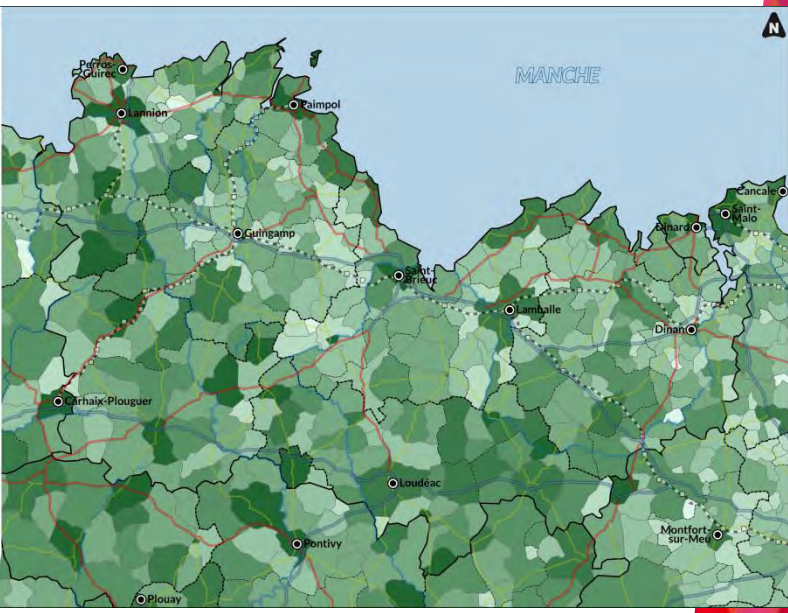 N
MANCHE
Perros-
Guirec
Lannion
Paimpol
Cancale
Saint-
Malo
Dinard
Guingamp
Saint-
Brieuc
Lamballe
Dinan
Carhaix-Plouguer
Loudéac
Montfort-
sur-Meu
Pontivy
Plouay